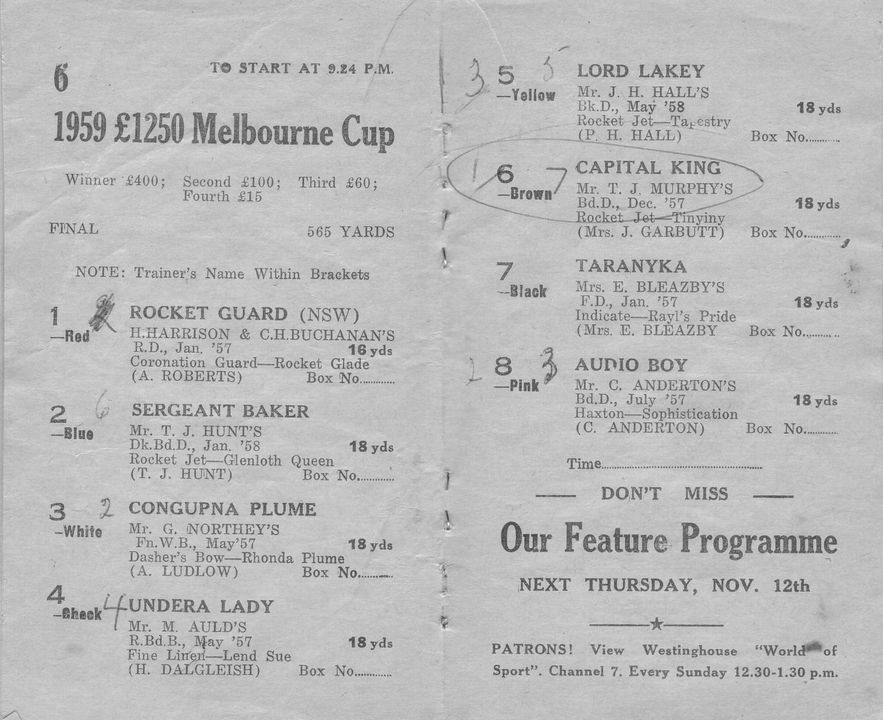 6
TO START AT 9.24 P.M.
1959 £1250 Melbourne Cup
Winner £400; Second £100; Third £60;
Fourth £15
FINAL 565 YARDS
NOTE: Trainer's Name Within Brackets
1 ROCKET GUARD (NSW)
—Red H.HARRISON & C.H.BUCHANAN'S
R.D., Jan. '57 16 yds
Coronation Guard—Rocket Glade
(A. ROBERTS) Box No............
2 6 SERGEANT BAKER
—Blue Mr. T. J. HUNT'S
Dk.Bd.D., Jan. '58 18 yds
Rocket Jet—Glenloth Queen
(T. J. HUNT) Box No............
3 2 CONGUPNA PLUME
—White Mr. G. NORTHEY'S
Fn.W.B., May'57 18 yds
Dasher's Bow—Rhonda Plume
(A. LUDLOW) Box No............
4 4 UNDERA LADY
—Check Mr. M. AULD'S
R.Bd.B., May '57 18 yds
Fine Linen—Lend Sue
(H. DALGLEISH) Box No............
3 5 5 LORD LAKEY
—Yellow Mr. J. H. HALL'S
Bk.D., May '58 18 yds
Rocket Jet—Tapestry
(P. H. HALL) Box No............
1 6 7 CAPITAL KING
—Brown Mr. T. J. MURPHY'S
Bd.D., Dec. '57 18 yds
Rocket Jet—Tinyiny
(Mrs. J. GARBUTT) Box No............
7 TARANYKA
—Black Mrs. E. BLEAZBY'S
F.D., Jan. '57 18 yds
Indicate—Rayl's Pride
(Mrs. E. BLEAZBY Box No............
2 8 3 AUDIO BOY
—Pink Mr. C. ANDERTON'S
Bd.D., July '57 18 yds
Haxton—Sophistication
(C. ANDERTON) Box No............
Time............................................
—— DON'T MISS ——
Our Feature Programme
NEXT THURSDAY, NOV. 12th
PATRONS! View Westinghouse "World of
Sport". Channel 7. Every Sunday 12.30-1.30 p.m.